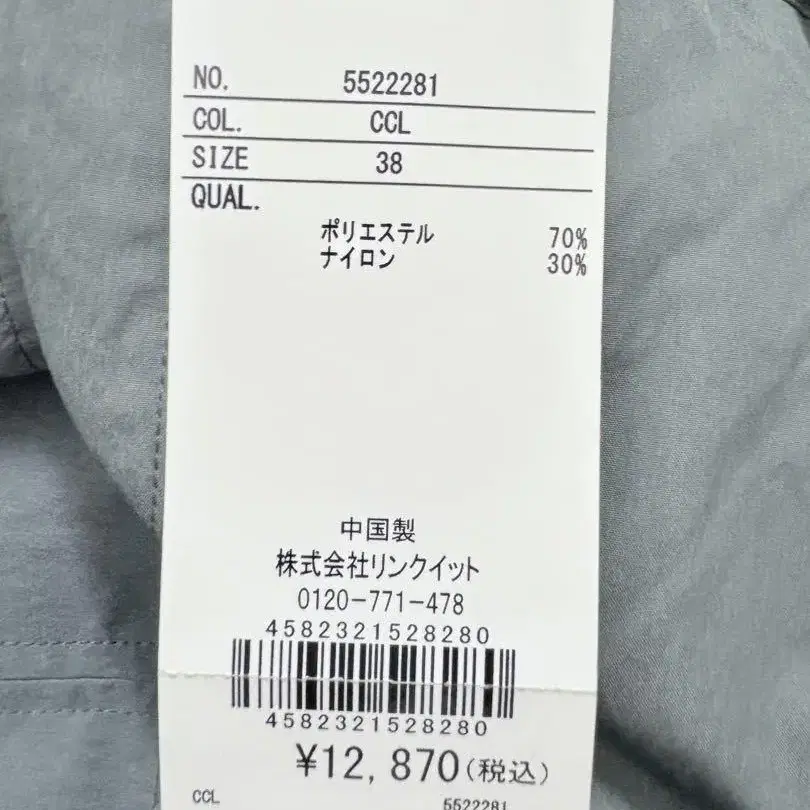 NO. 5522281
COL. CCL
SIZE 38
QUAL.
ポリエステル 70%
ナイロン 30%
中国製
株式会社リンクイット
0120-771-478
4582321528280
4582321528280
¥12,870(税込)
CCL 5522281